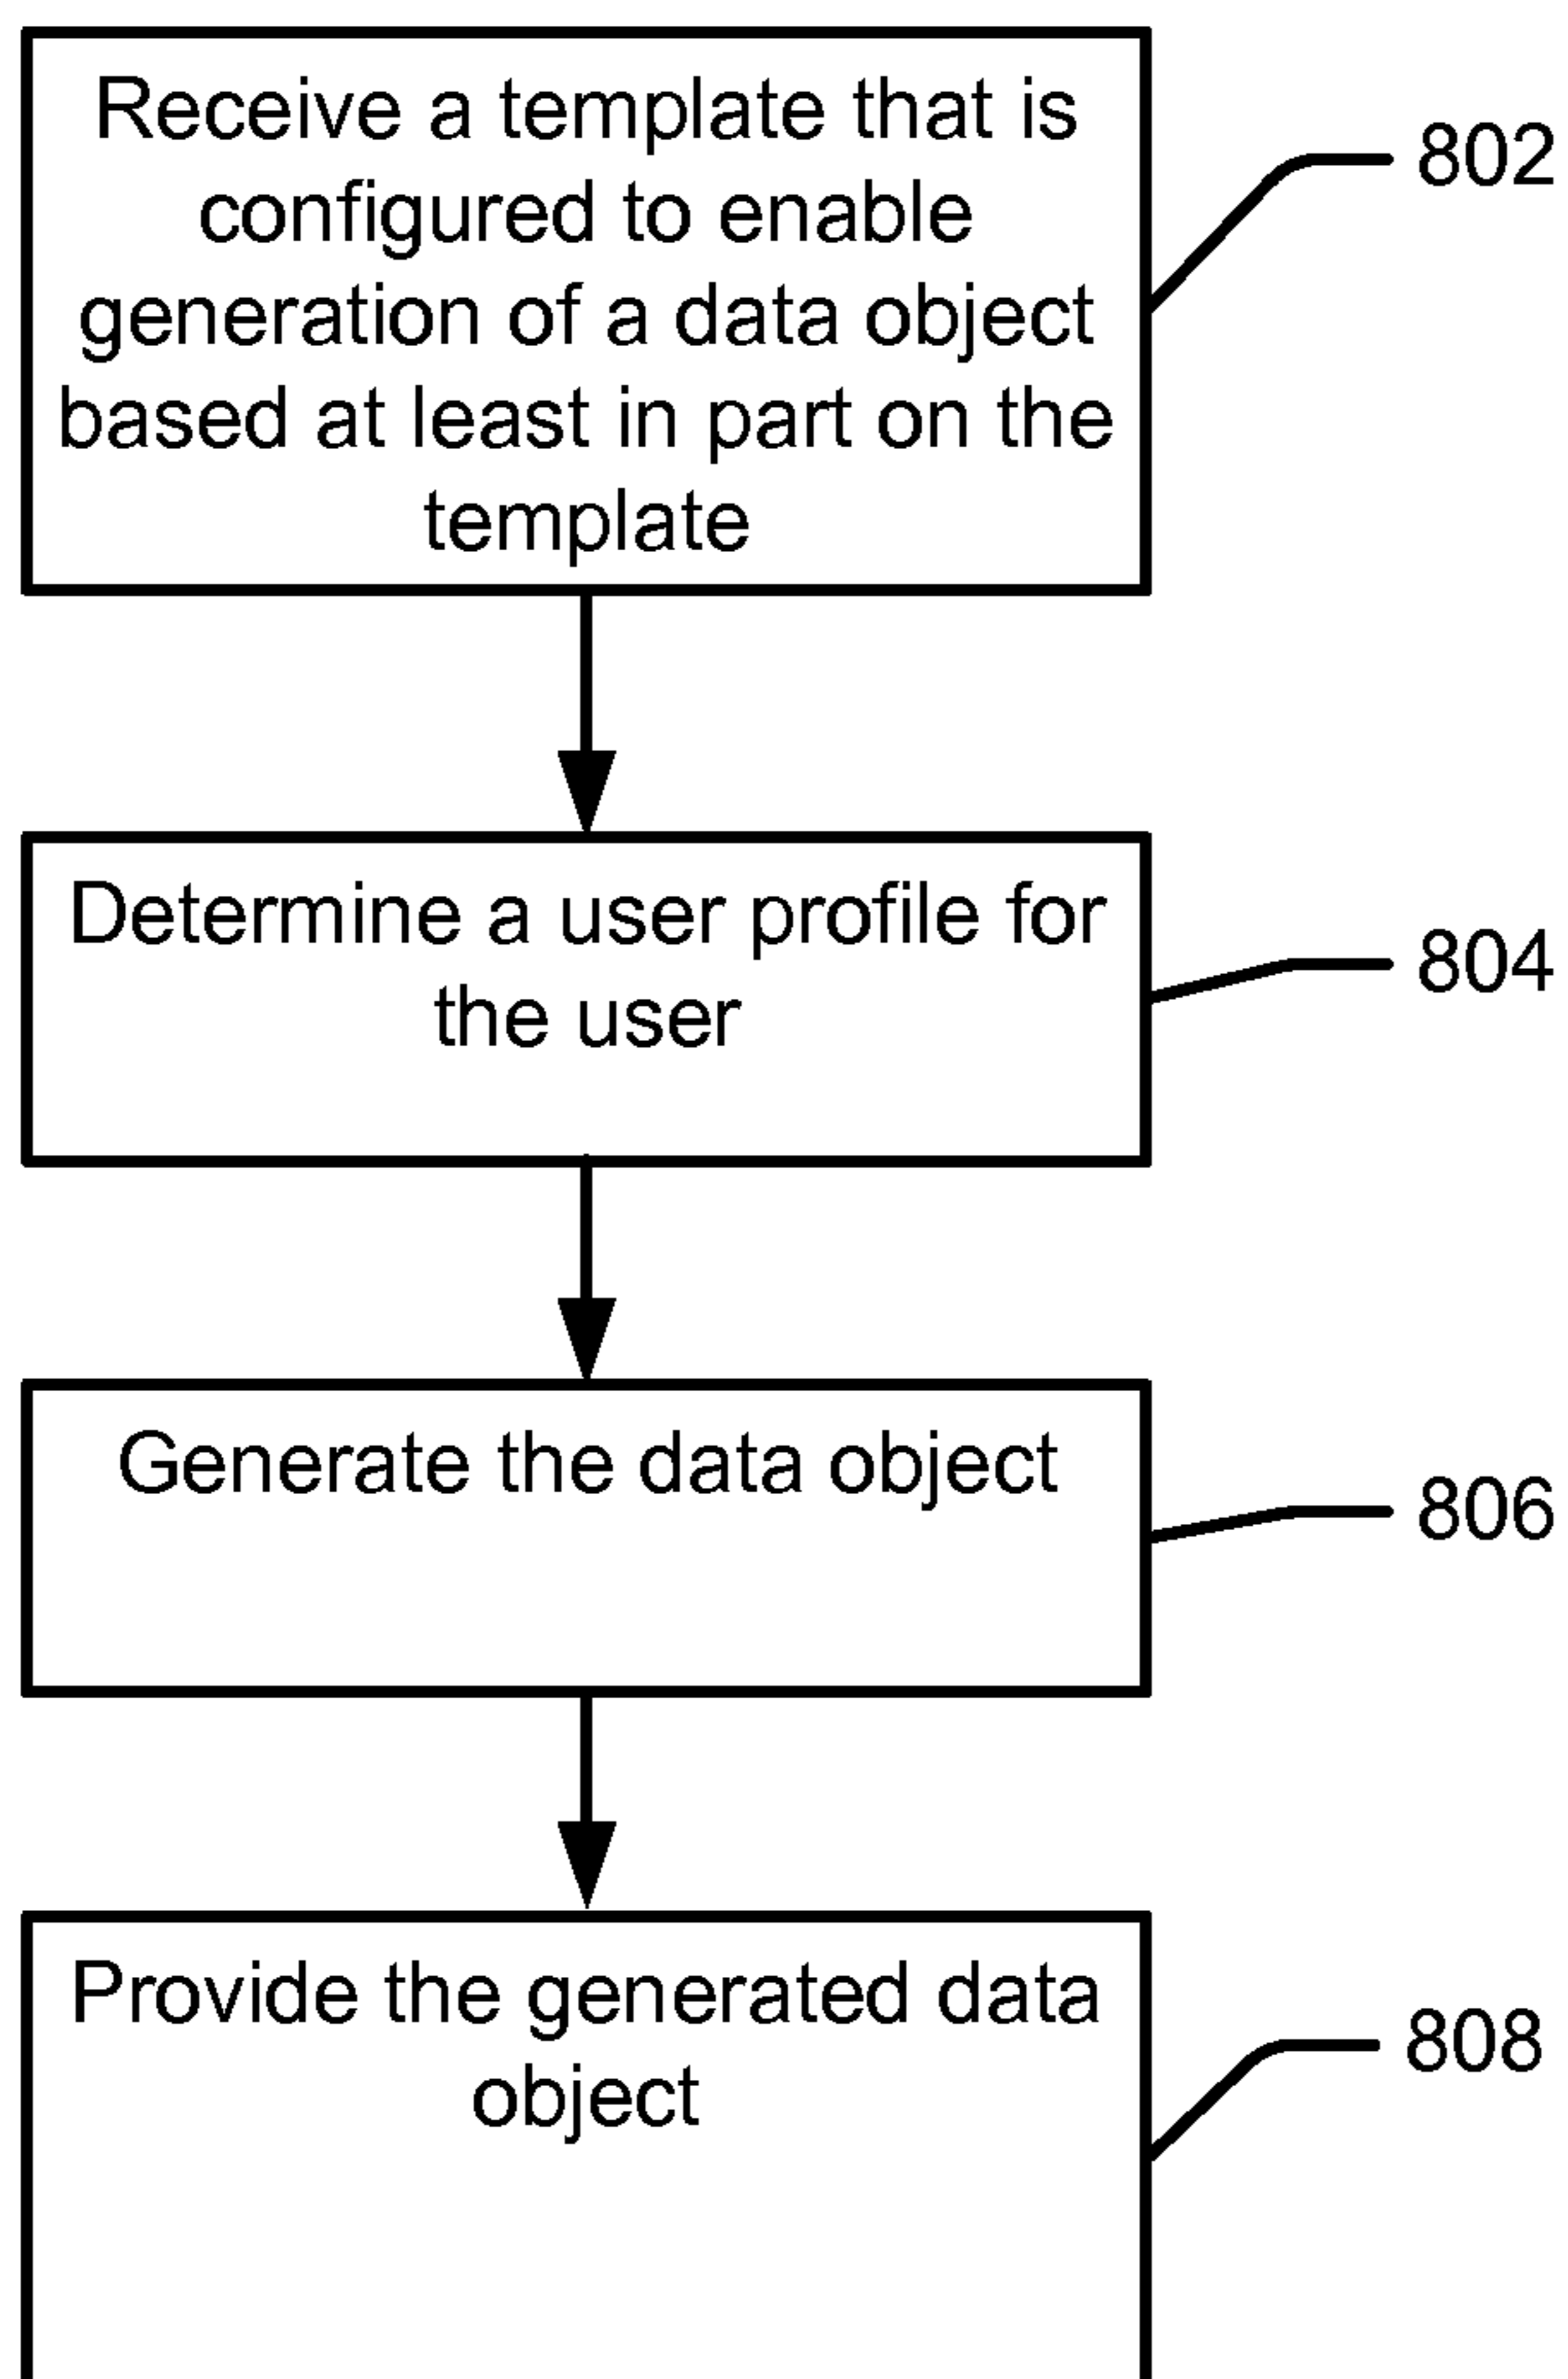 Receive a template that is
configured to enable
generation of a data object
based at least in part on the
template
802
Determine a user profile for
the user
804
Generate the data object
806
Provide the generated data
object
808